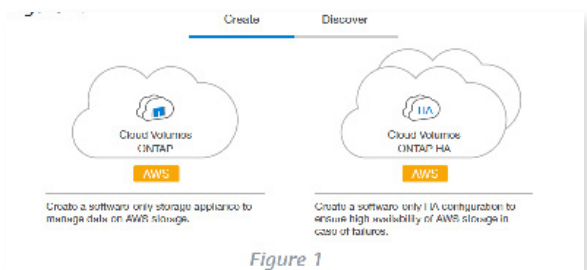 Create Discover
Cloud Volumes
ONTAP
AWS
Create a software-only storage appliance to
manage data on AWS storage.
HA
Cloud Volumes
ONTAP HA
AWS
Create a software-only HA configuration to
ensure high availability of AWS storage in
case of failures.
Figure 1